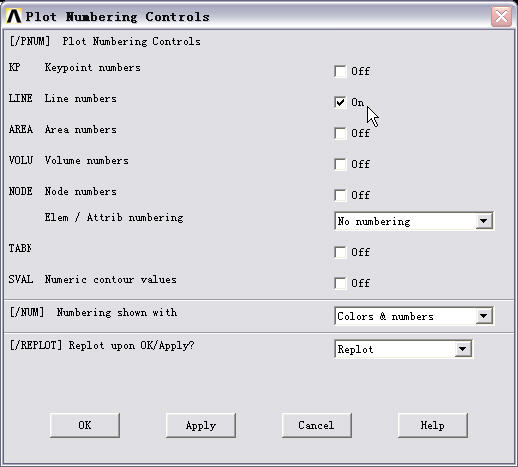 Plot Numbering Controls
[/PNUM] Plot Numbering Controls
KP Keypoint numbers Off
LINE Line numbers On
AREA Area numbers Off
VOLU Volume numbers Off
NODE Node numbers Off
Elem / Attrib numbering No numbering
TABN Off
SVAL Numeric contour values Off
[/NUM] Numbering shown with Colors & numbers
[/REPLOT] Replot upon OK/Apply? Replot
OK Apply Cancel Help